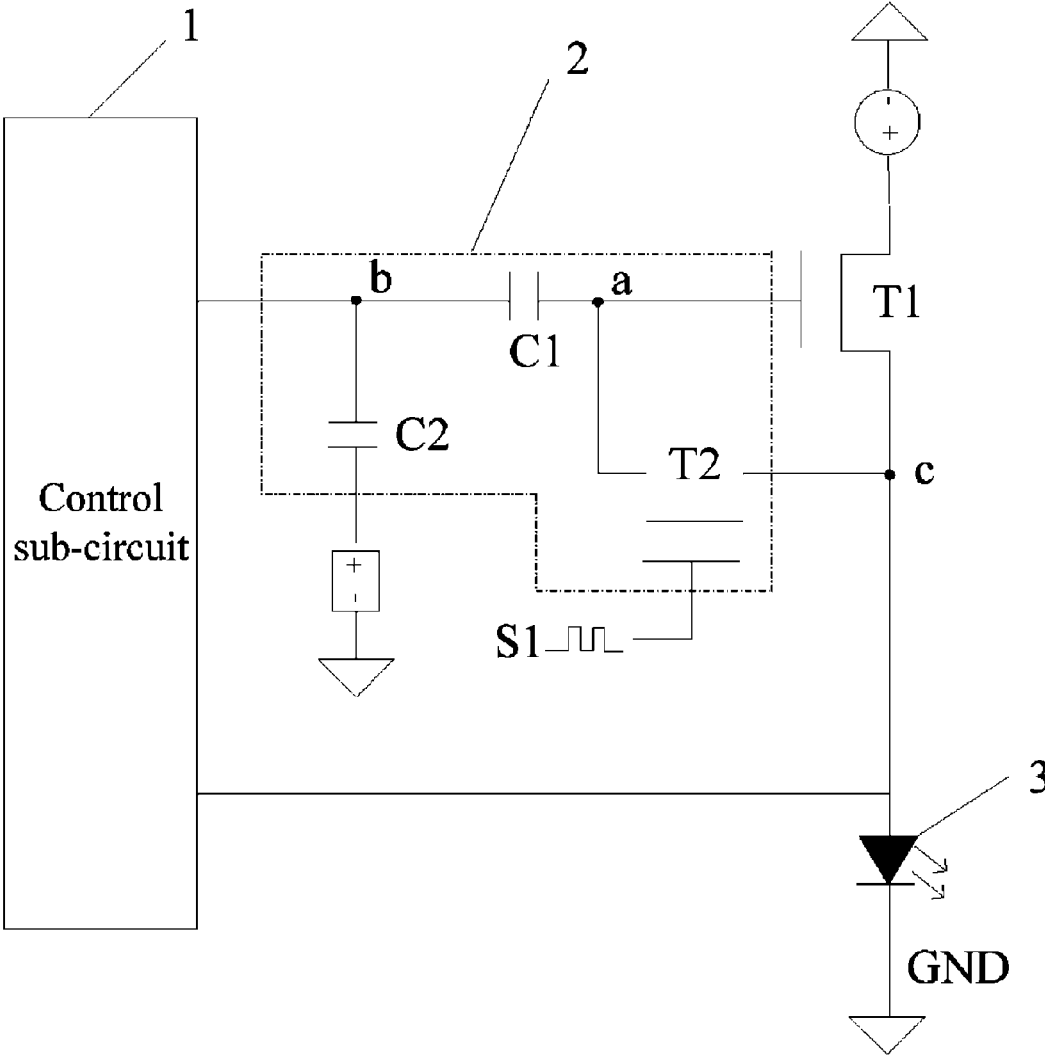 1
2
- +
b
a
T1
C1
C2
T2
c
Control
sub-circuit
+ -
S1
3
GND